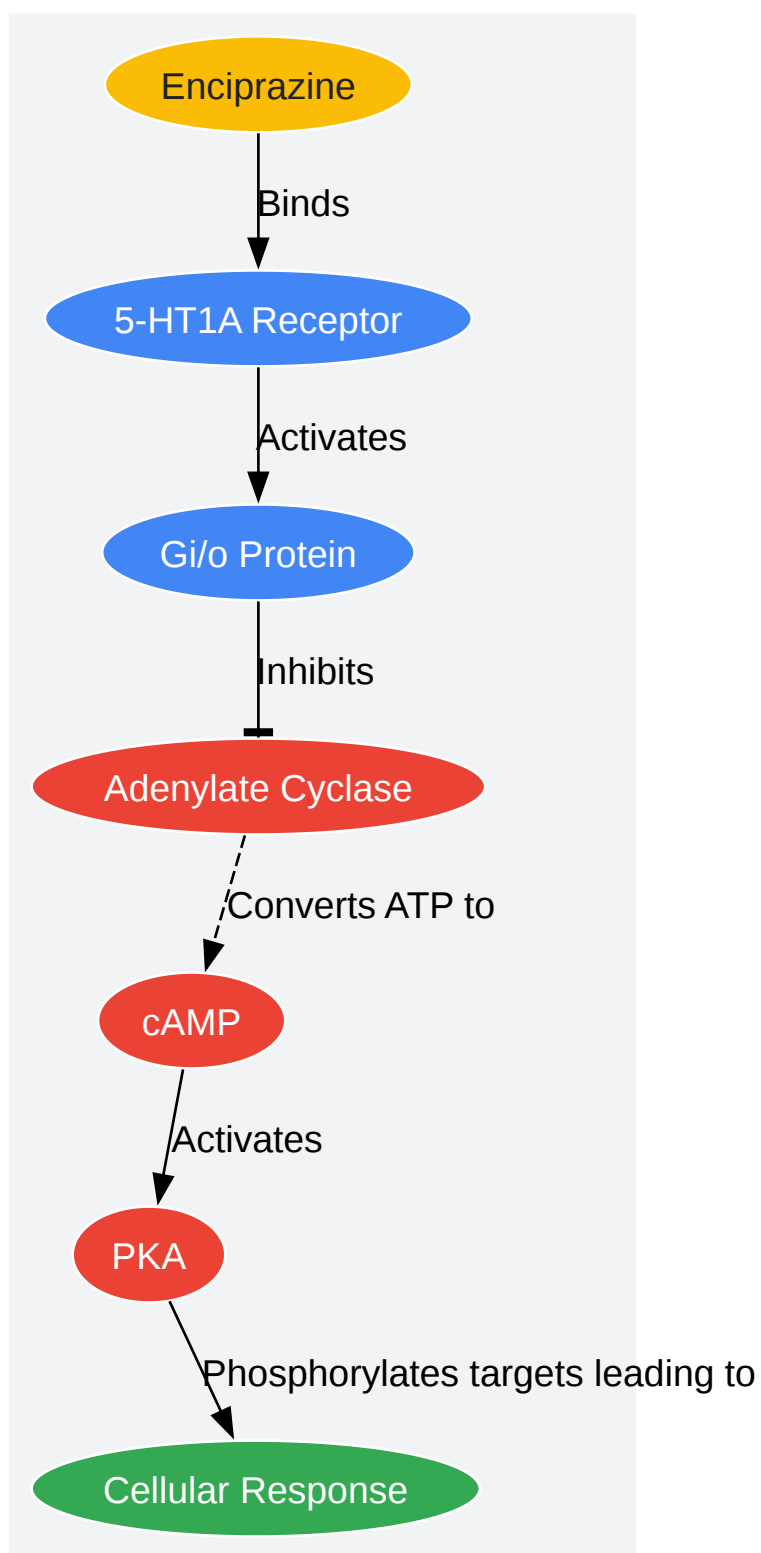 Enciprazine
Binds
5-HT1A Receptor
Activates
Gi/o Protein
Inhibits
Adenylate Cyclase
Converts ATP to
cAMP
Activates
PKA
Phosphorylates targets leading to
Cellular Response